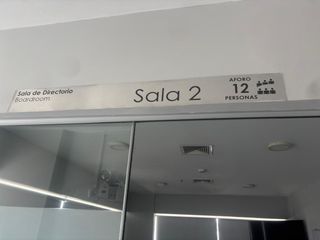 Sala de Directorio
Boardroom
Sala 2
AFORO
12
PERSONAS